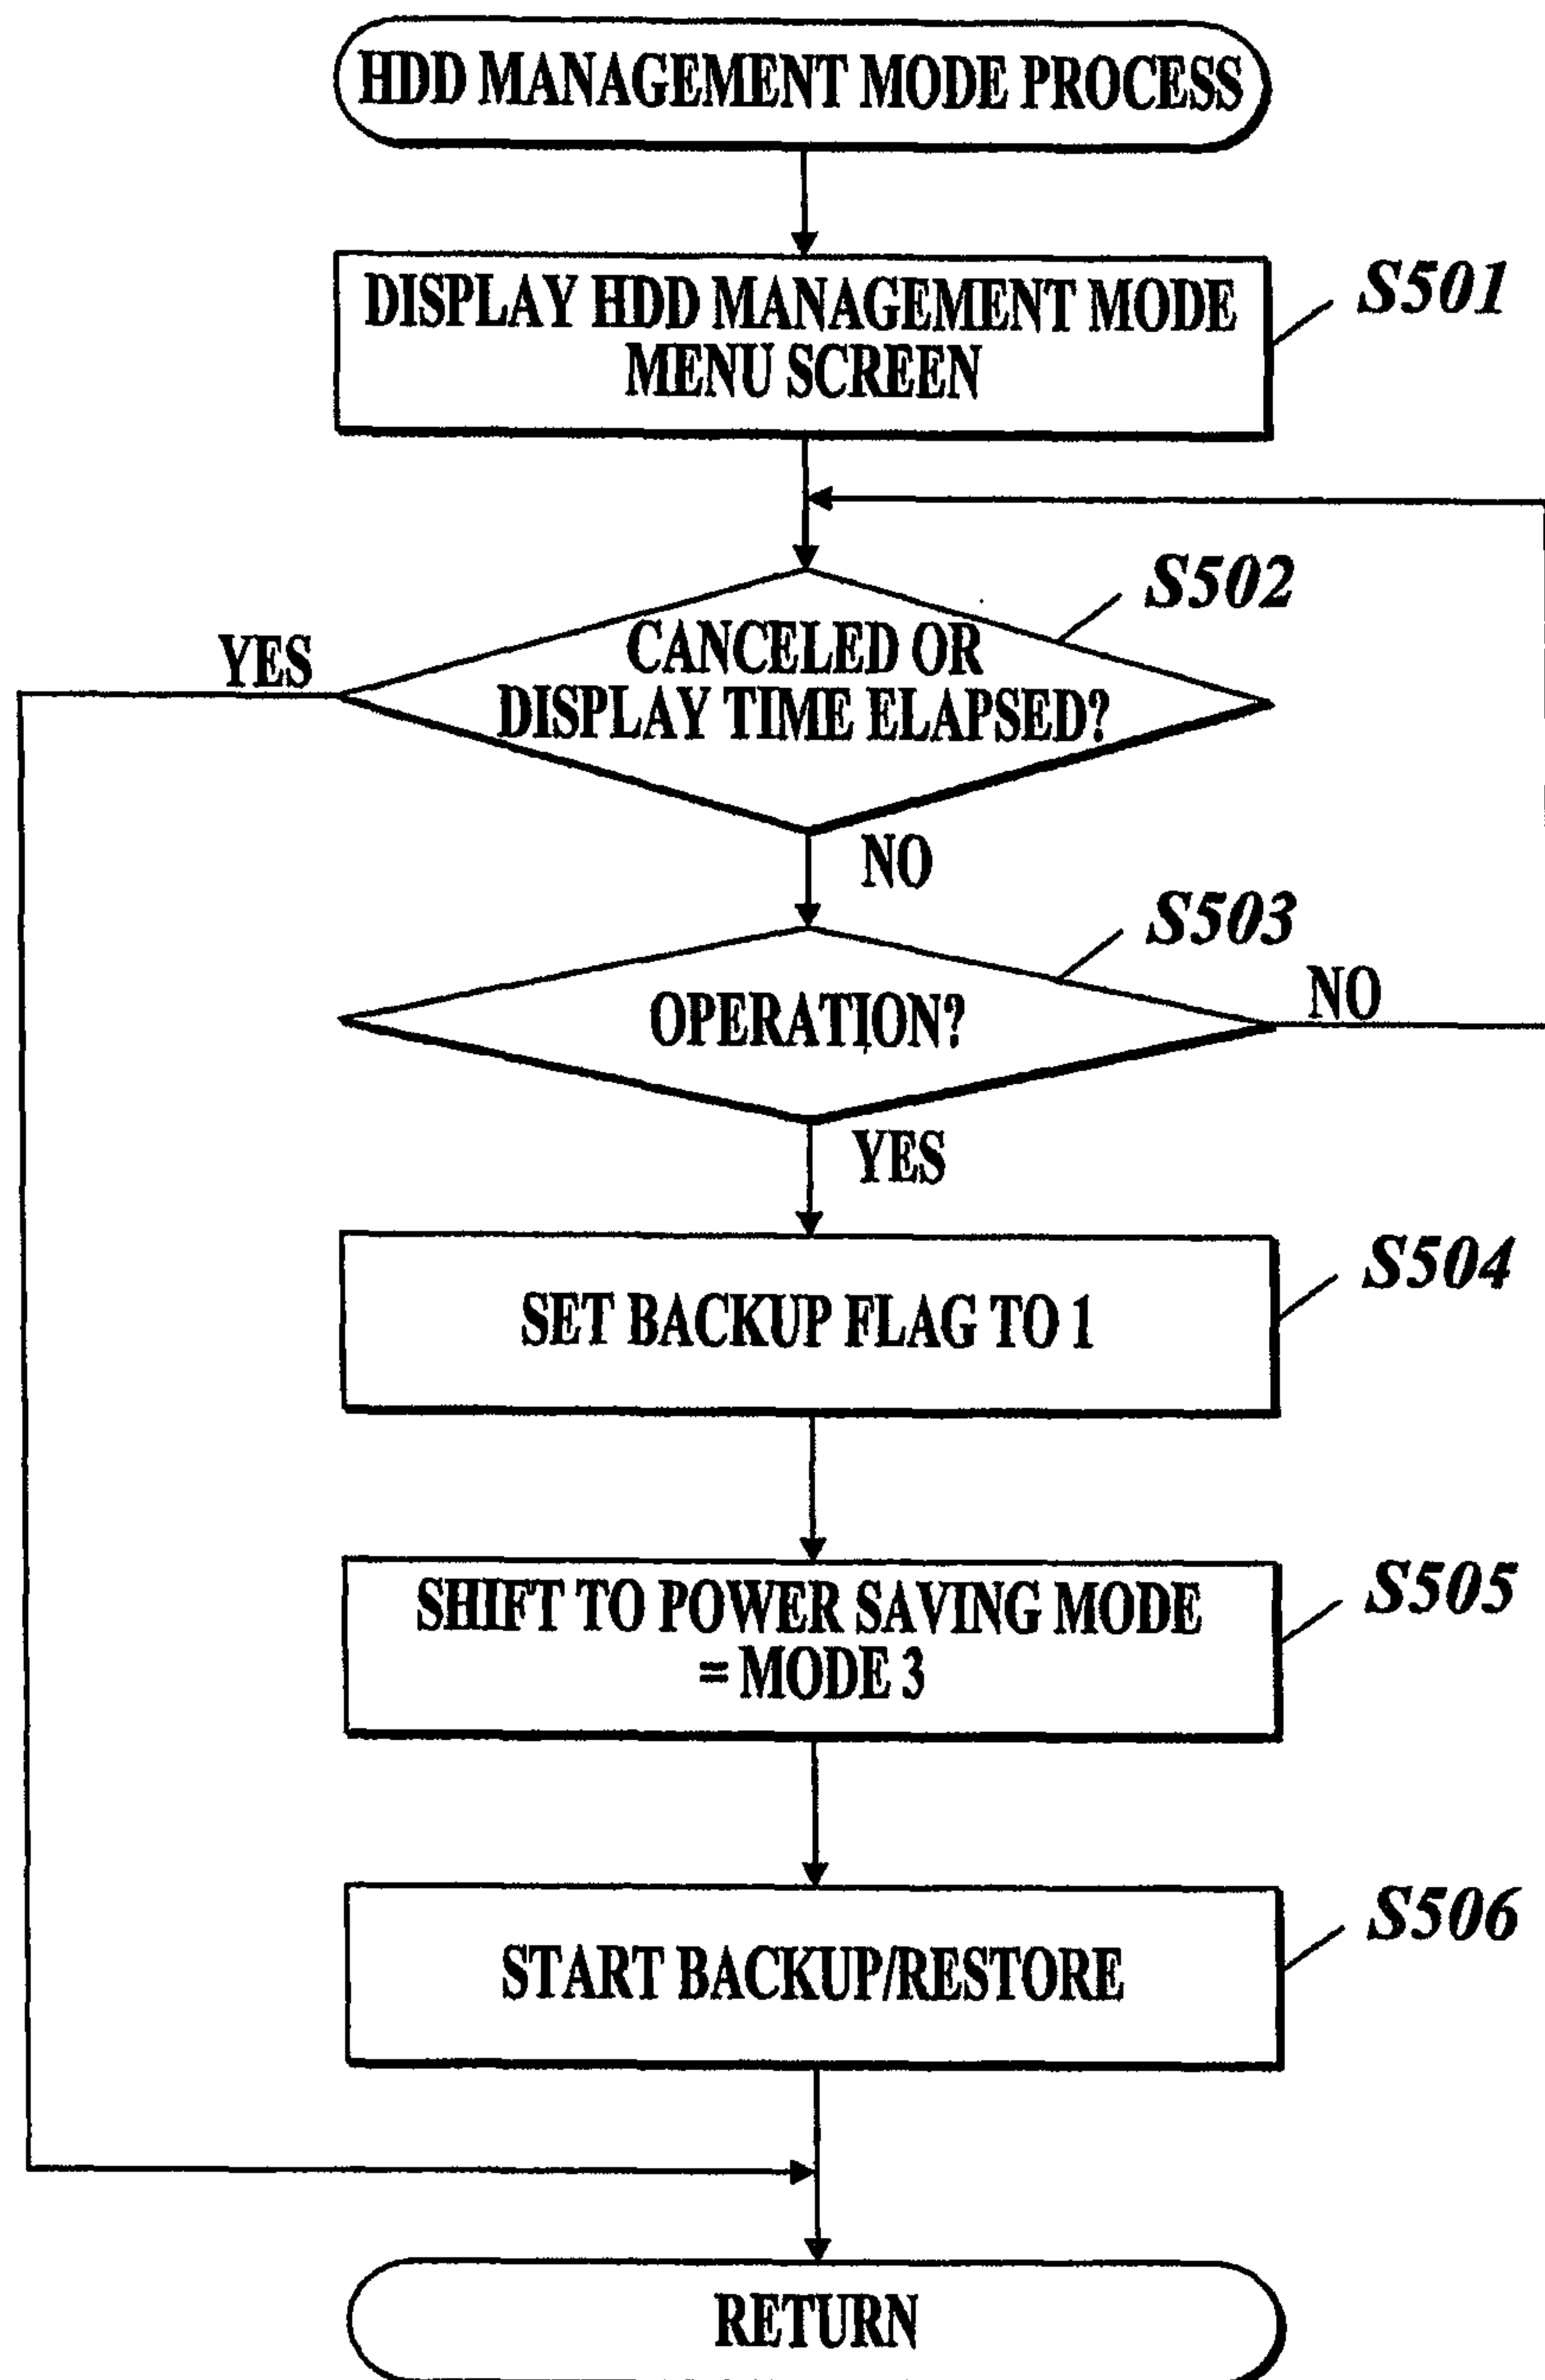 HDD MANAGEMENT MODE PROCESS
DISPLAY HDD MANAGEMENT MODE
MENU SCREEN
S501
S502
CANCELED OR
DISPLAY TIME ELAPSED?
YES
NO
S503
OPERATION?
NO
YES
S504
SET BACKUP FLAG TO 1
S505
SHIFT TO POWER SAVING MODE
= MODE 3
S506
START BACKUP/RESTORE
RETURN